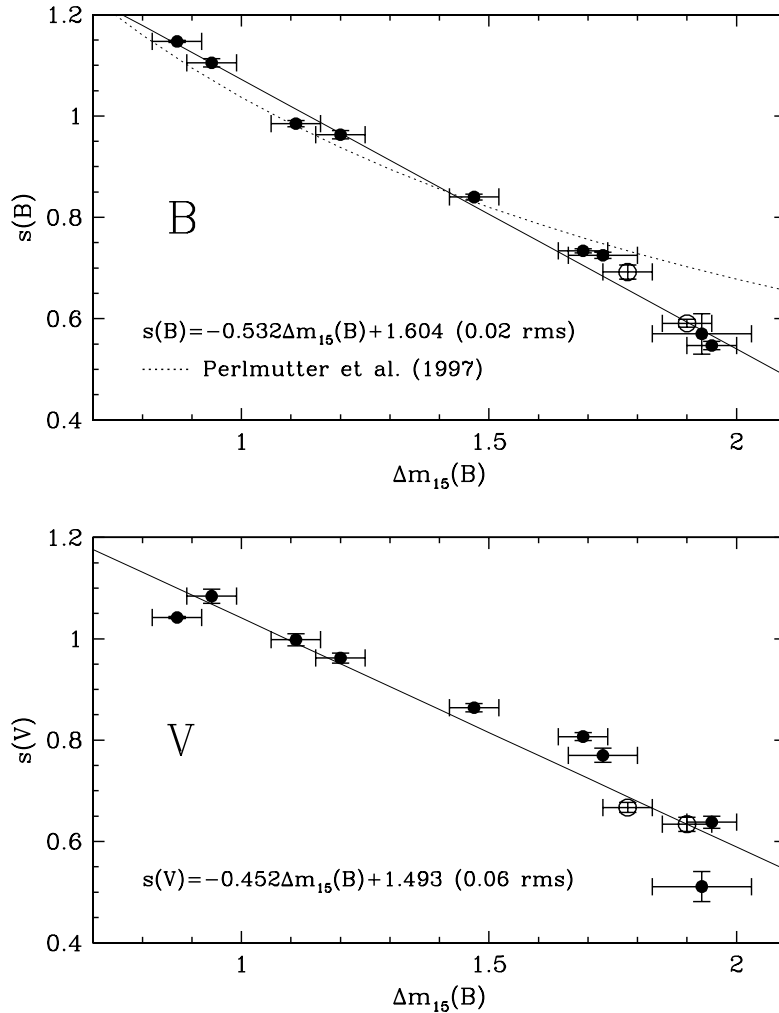 1.2
1
0.8
0.6
0.4
s(B)
B
s(B)=−0.532Δm₁₅(B)+1.604 (0.02 rms)
Perlmutter et al. (1997)
1 1.5 2
Δm₁₅(B)
1.2
1
0.8
0.6
0.4
s(V)
V
s(V)=−0.452Δm₁₅(B)+1.493 (0.06 rms)
1 1.5 2
Δm₁₅(B)